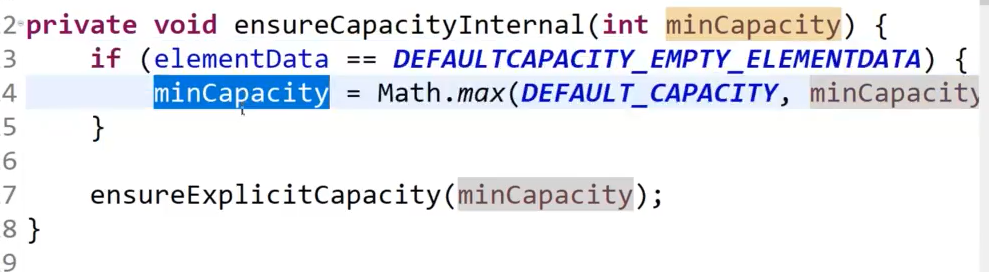 2 private void ensureCapacityInternal(int minCapacity) {
3     if (elementData == DEFAULTCAPACITY_EMPTY_ELEMENTDATA) {
4         minCapacity = Math.max(DEFAULT_CAPACITY, minCapacity
5     }
6
7     ensureExplicitCapacity(minCapacity);
8 }
9